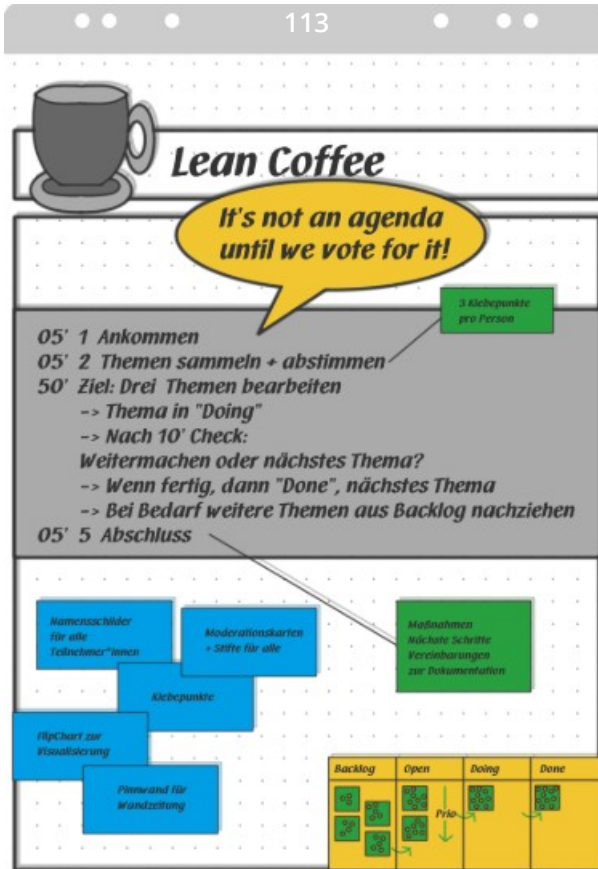 113
Lean Coffee
It's not an agenda
until we vote for it!
3 Klebepunkte
pro Person
05' 1 Ankommen
05' 2 Themen sammeln + abstimmen
50' Ziel: Drei Themen bearbeiten
-> Thema in "Doing"
-> Nach 10' Check:
Weitermachen oder nächstes Thema?
-> Wenn fertig, dann "Done", nächstes Thema
-> Bei Bedarf weitere Themen aus Backlog nachziehen
05' 5 Abschluss
Namensschilder
für alle
Teilnehmer*innen
Moderationskarten
+ Stifte für alle
Klebepunkte
FlipChart zur
Visualisierung
Pinnwand für
Wandzeitung
Maßnahmen
Nächste Schritte
Vereinbarungen
zur Dokumentation
Backlog Open Doing Done
Prio